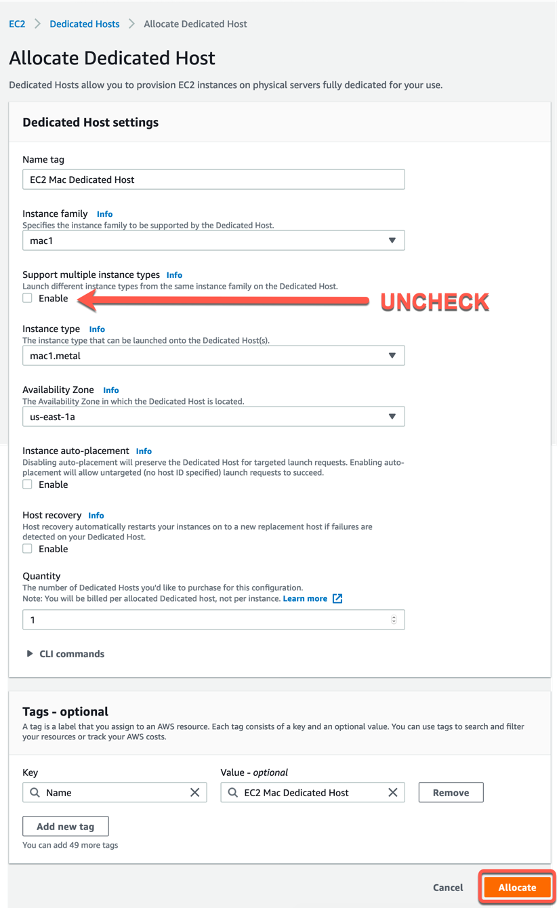 EC2 > Dedicated Hosts > Allocate Dedicated Host
Allocate Dedicated Host
Dedicated Hosts allow you to provision EC2 instances on physical servers fully dedicated for your use.
Dedicated Host settings
Name tag
EC2 Mac Dedicated Host
Instance family Info
Specifies the instance family to be supported by the Dedicated Host.
mac1
Support multiple instance types Info
Launch different instance types from the same instance family on the Dedicated Host.
Enable
UNCHECK
Instance type Info
The instance type that can be launched onto the Dedicated Host(s).
mac1.metal
Availability Zone Info
The Availability Zone in which the Dedicated Host is located.
us-east-1a
Instance auto-placement Info
Disabling auto-placement will preserve the Dedicated Host for targeted launch requests. Enabling auto-
placement will allow untargeted (no host ID specified) launch requests to succeed.
Enable
Host recovery Info
Host recovery automatically restarts your instances on to a new replacement host if failures are
detected on your Dedicated Host.
Enable
Quantity
The number of Dedicated Hosts you'd like to purchase for this configuration.
Note: You will be billed per allocated Dedicated host, not per instance. Learn more
1
CLI commands
Tags - optional
A tag is a label that you assign to an AWS resource. Each tag consists of a key and an optional value. You can use tags to search and filter
your resources or track your AWS costs.
Key
Value - optional
Name
EC2 Mac Dedicated Host
Remove
Add new tag
You can add 49 more tags
Cancel
Allocate